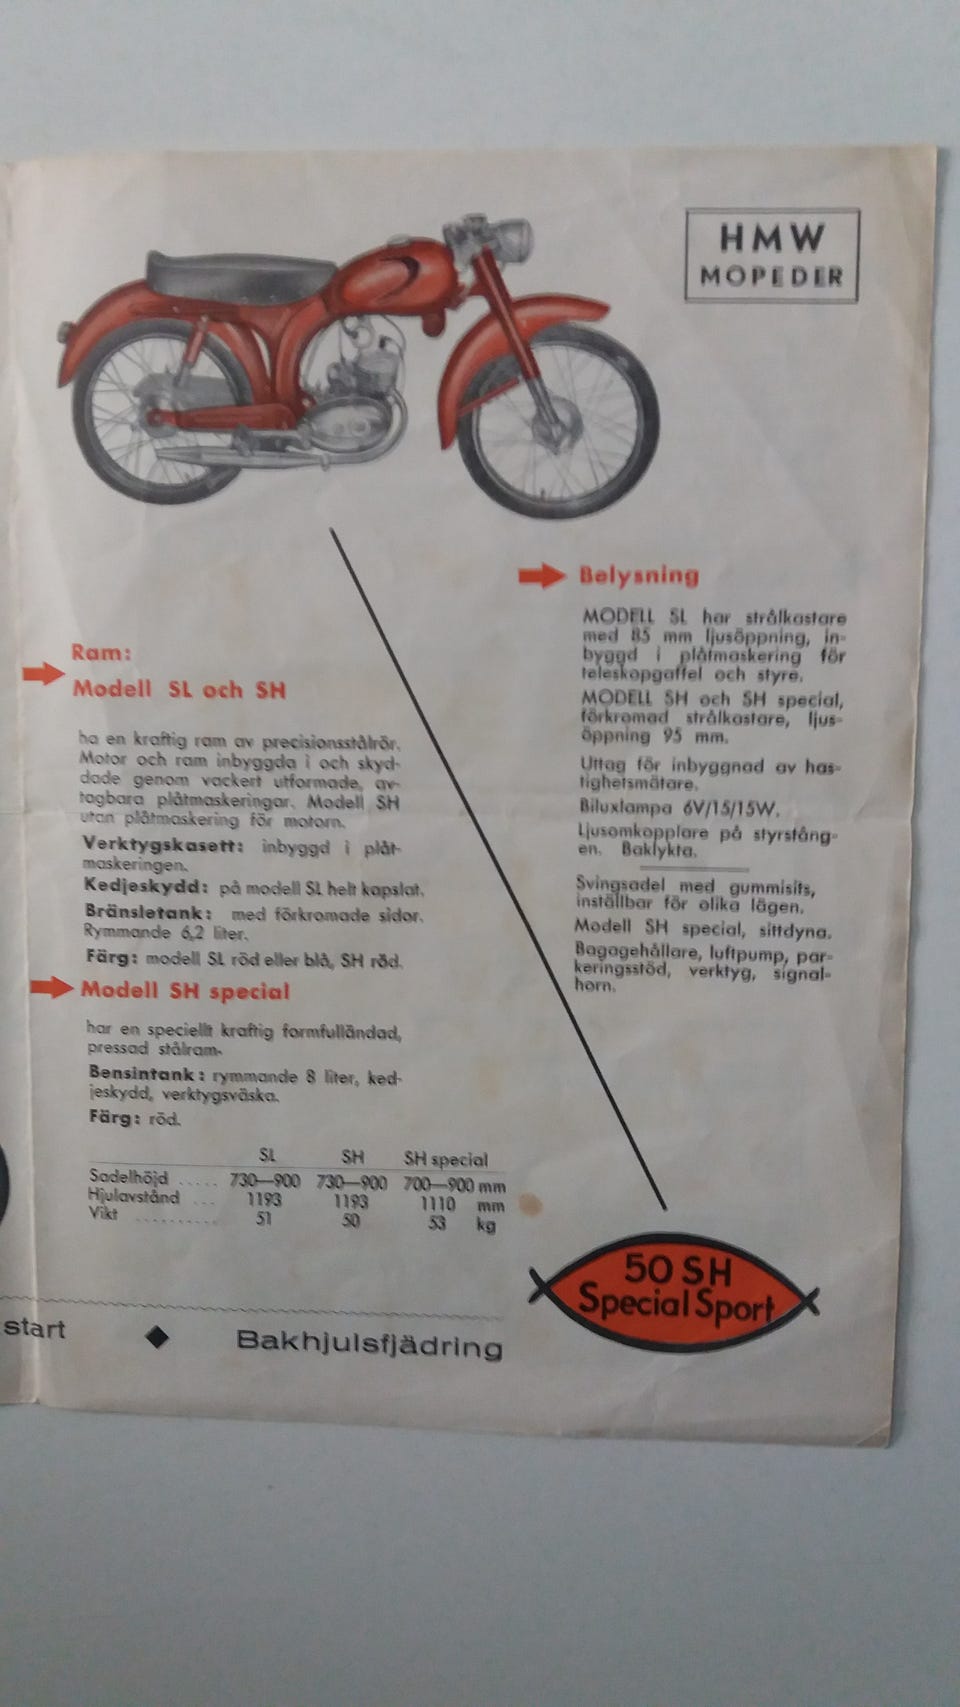 HMW
MOPEDER
Ram:
Modell SL och SH
ha en kraftig ram av precisionsstålrör.
Motor och ram inbyggda i och skyd-
dade genom vackert utformade, av-
tagbara plåtmaskeringar. Modell SH
utan plåtmaskering för motorn.
Verktygskasett: inbyggd i plåt-
maskeringen.
Kedjeskydd: på modell SL helt kapslat.
Bränsletank: med förkromade sidor.
Rymmande 6,2 liter.
Färg: modell SL röd eller blå, SH röd.
Modell SH special
har en speciellt kraftig formfulländad,
pressad stålram.
Bensintank: rymmande 8 liter, ked-
jeskydd, verktygsväska.
Färg: röd.
SL SH SH special
Sadelhöjd ..... 730—900 730—900 700—900 mm
Hjulavstånd ... 1193 1193 1110 mm
Vikt .......... 51 50 53 kg
Belysning
MODELL SL har strålkastare
med 85 mm ljusöppning, in-
byggd i plåtmaskering för
teleskopgaffel och styre.
MODELL SH och SH special,
förkromad strålkastare, ljus-
öppning 95 mm.
Uttag för inbyggnad av has-
tighetsmätare.
Biluxlampa 6V/15/15W.
Ljusomkopplare på styrstång-
en. Baklykta.
Svingsadel med gummisits,
inställbar för olika lägen.
Modell SH special, sittdyna.
Bagagehållare, luftpump, par-
keringsstöd, verktyg, signal-
horn.
50 SH
Special Sport
start ◆ Bakhjulsfjädring